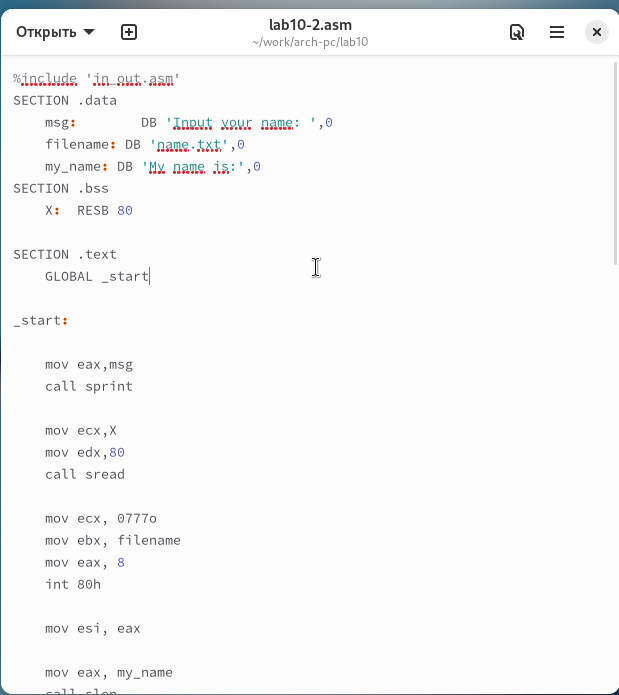 Открыть
lab10-2.asm
~/work/arch-pc/lab10
%include 'in_out.asm'
SECTION .data
msg: DB 'Input your name: ',0
filename: DB 'name.txt',0
my_name: DB 'My name is:',0
SECTION .bss
X: RESB 80
SECTION .text
GLOBAL _start
_start:
mov eax,msg
call sprint
mov ecx,X
mov edx,80
call sread
mov ecx, 0777o
mov ebx, filename
mov eax, 8
int 80h
mov esi, eax
mov eax, my_name
call slen